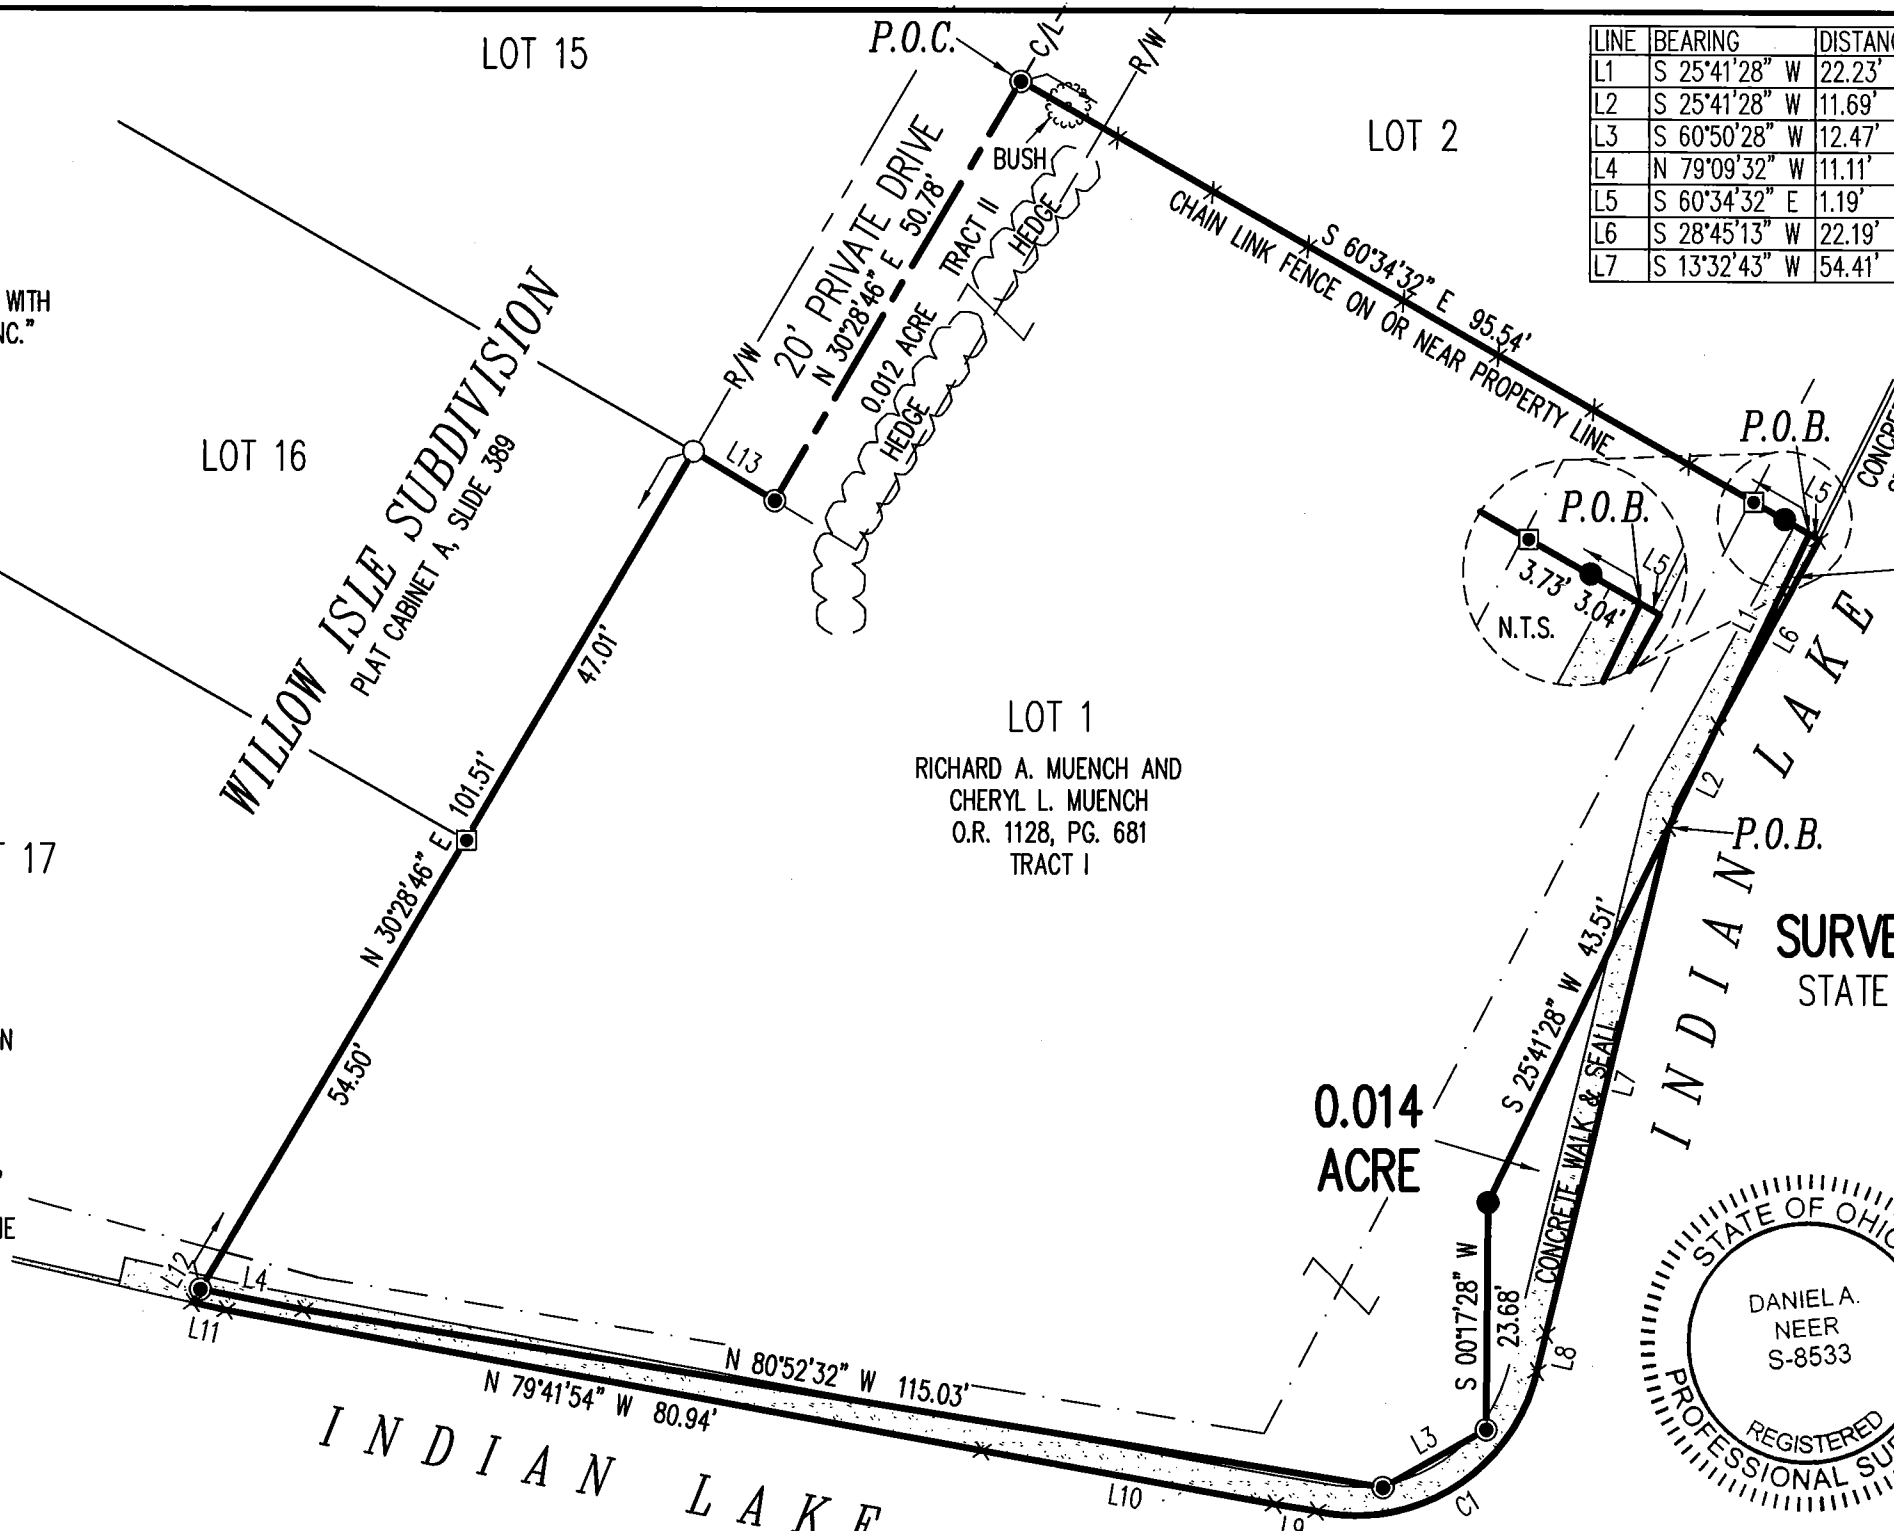 LOT 15
P.O.C.
C/L
R/W
LOT 2
LINE BEARING
L1 S 25°41'28" W 22.23'
L2 S 25°41'28" W 11.69'
L3 S 60°50'28" W 12.47'
L4 N 79°09'32" W 11.11'
L5 S 60°34'32" E 1.19'
L6 S 28°45'13" W 22.19'
L7 S 13°32'43" W 54.41'
BUSH
20' PRIVATE DRIVE
N 30°28'46" E 50.78'
0.012 ACRE TRACT II
HEDGE
HEDGE
R/W
L13
S 60°34'32" E 95.54'
CHAIN LINK FENCE ON OR NEAR PROPERTY LINE
WITH
LOT 16
WILLOW ISLE SUBDIVISION
PLAT CABINET A, SLIDE 389
P.O.B.
L5
P.O.B.
L5
3.73' 3.04'
N.T.S.
L1
L6
L2
P.O.B.
47.01'
LOT 1
RICHARD A. MUENCH AND
CHERYL L. MUENCH
O.R. 1128, PG. 681
TRACT I
17
N 30°28'46" E 101.51'
54.50'
S 25°41'28" W 43.51'
CONCRETE WALK & SEALL
L7
INDIAN LAKE
STATE
0.014
ACRE
S 00°17'28" W
23.68'
L8
L12
L4
L11
N 80°52'32" W 115.03'
N 79°41'54" W 80.94'
L3
L10
L9
C1
INDIAN LAKE
STATE OF
DANIEL A.
NEER
S-8533
REGISTERED
PROFESSIONAL